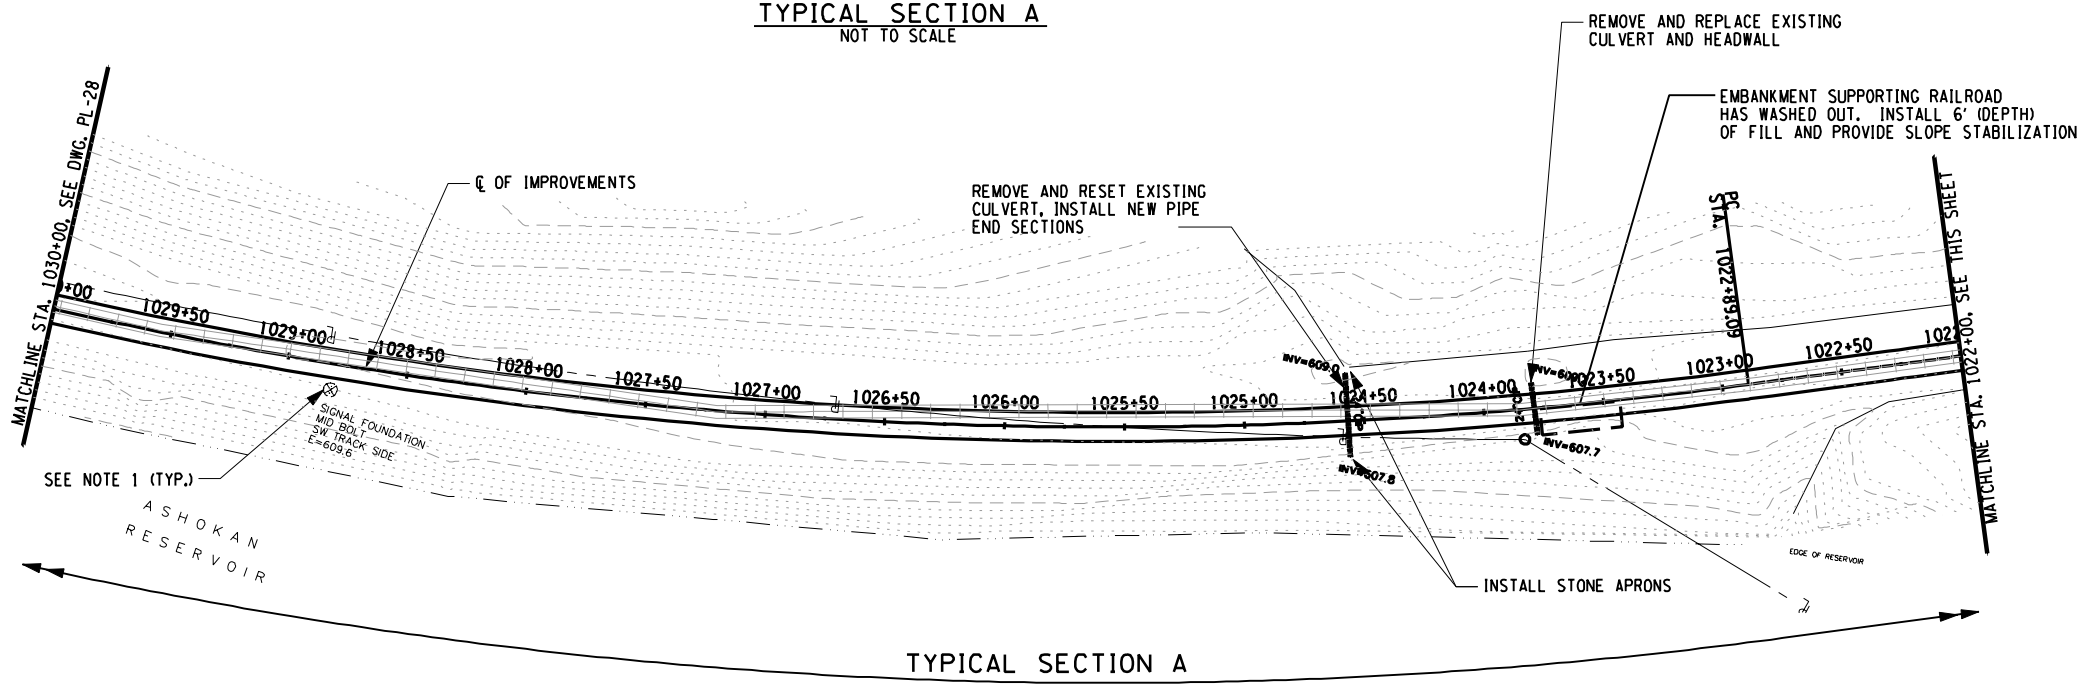 TYPICAL SECTION A
NOT TO SCALE
REMOVE AND REPLACE EXISTING
CULVERT AND HEADWALL
EMBANKMENT SUPPORTING RAILROAD
HAS WASHED OUT. INSTALL 6' (DEPTH)
OF FILL AND PROVIDE SLOPE STABILIZATION
℄ OF IMPROVEMENTS
REMOVE AND RESET EXISTING
CULVERT, INSTALL NEW PIPE
END SECTIONS
MATCHLINE STA. 1030+00, SEE DWG. PL-28
PC
STA. 1022+89.09
MATCHLINE STA. 1022+00, SEE THIS SHEET
+00
1029+50
1029+00
1028+50
1028+00
1027+50
1027+00
1026+50
1026+00
1025+50
1025+00
1024+50
1024+00
1023+50
1023+00
1022+50
1022
INV=609.0
INV=607.7
SIGNAL FOUNDATION
MID BOLT
SW TRACK SIDE
E=609.6
SEE NOTE 1 (TYP.)
ASHOKAN
RESERVOIR
EDGE OF RESERVOIR
INSTALL STONE APRONS
TYPICAL SECTION A